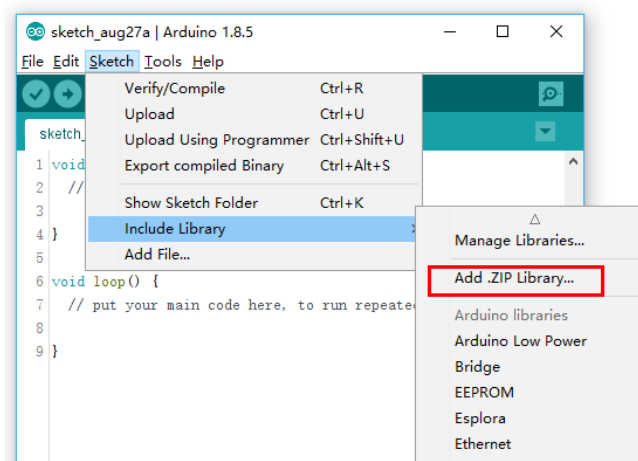 sketch_aug27a | Arduino 1.8.5
File Edit Sketch Tools Help
Verify/Compile Ctrl+R
Upload Ctrl+U
Upload Using Programmer Ctrl+Shift+U
Export compiled Binary Ctrl+Alt+S
Show Sketch Folder Ctrl+K
Include Library
Add File...
Manage Libraries...
Add .ZIP Library...
Arduino libraries
Arduino Low Power
Bridge
EEPROM
Esplora
Ethernet
sketch_
1 void
2 //
3
4 }
5
6 void loop() {
7 // put your main code here, to run repeate
8
9 }